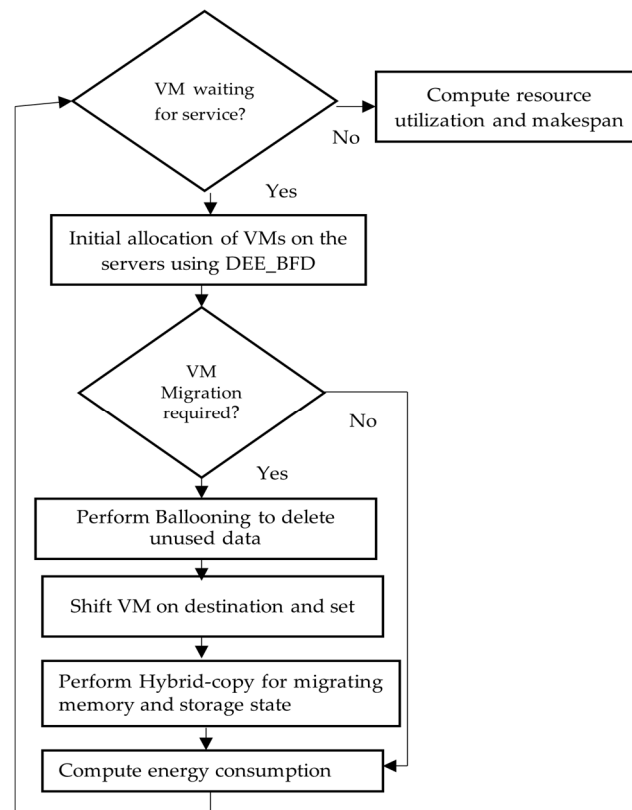 VM waiting
for service?
Compute resource
utilization and makespan
No
Yes
Initial allocation of VMs on the
servers using DEE_BFD
VM
Migration
required?
No
Yes
Perform Ballooning to delete
unused data
Shift VM on destination and set
Perform Hybrid-copy for migrating
memory and storage state
Compute energy consumption